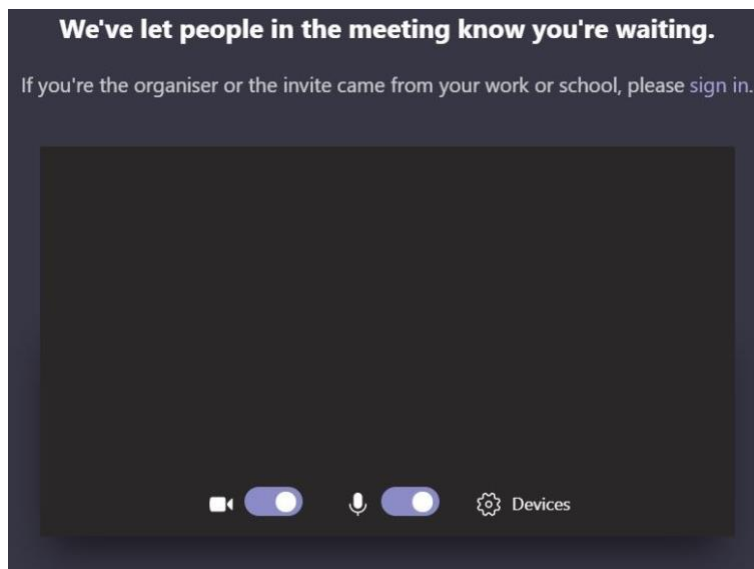 We've let people in the meeting know you're waiting.
If you're the organiser or the invite came from your work or school, please sign in.
Devices